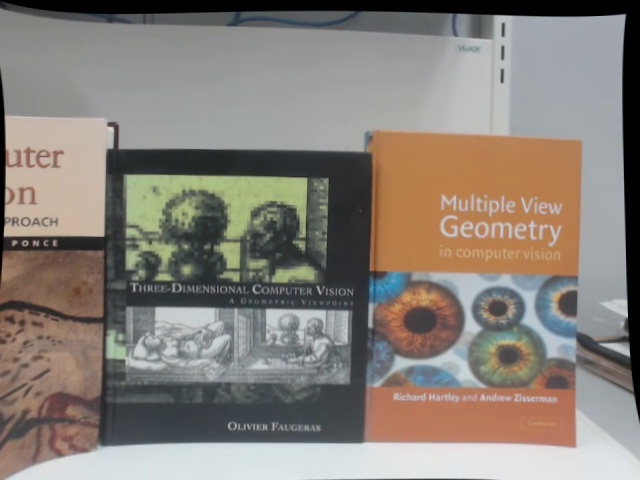 uter
on
PROACH
PONCE
THREE-DIMENSIONAL COMPUTER VISION
A GEOMETRIC VIEWPOINT
OLIVIER FAUGERAS
Multiple View
Geometry
in computer vision
Richard Hartley and Andrew Zisserman